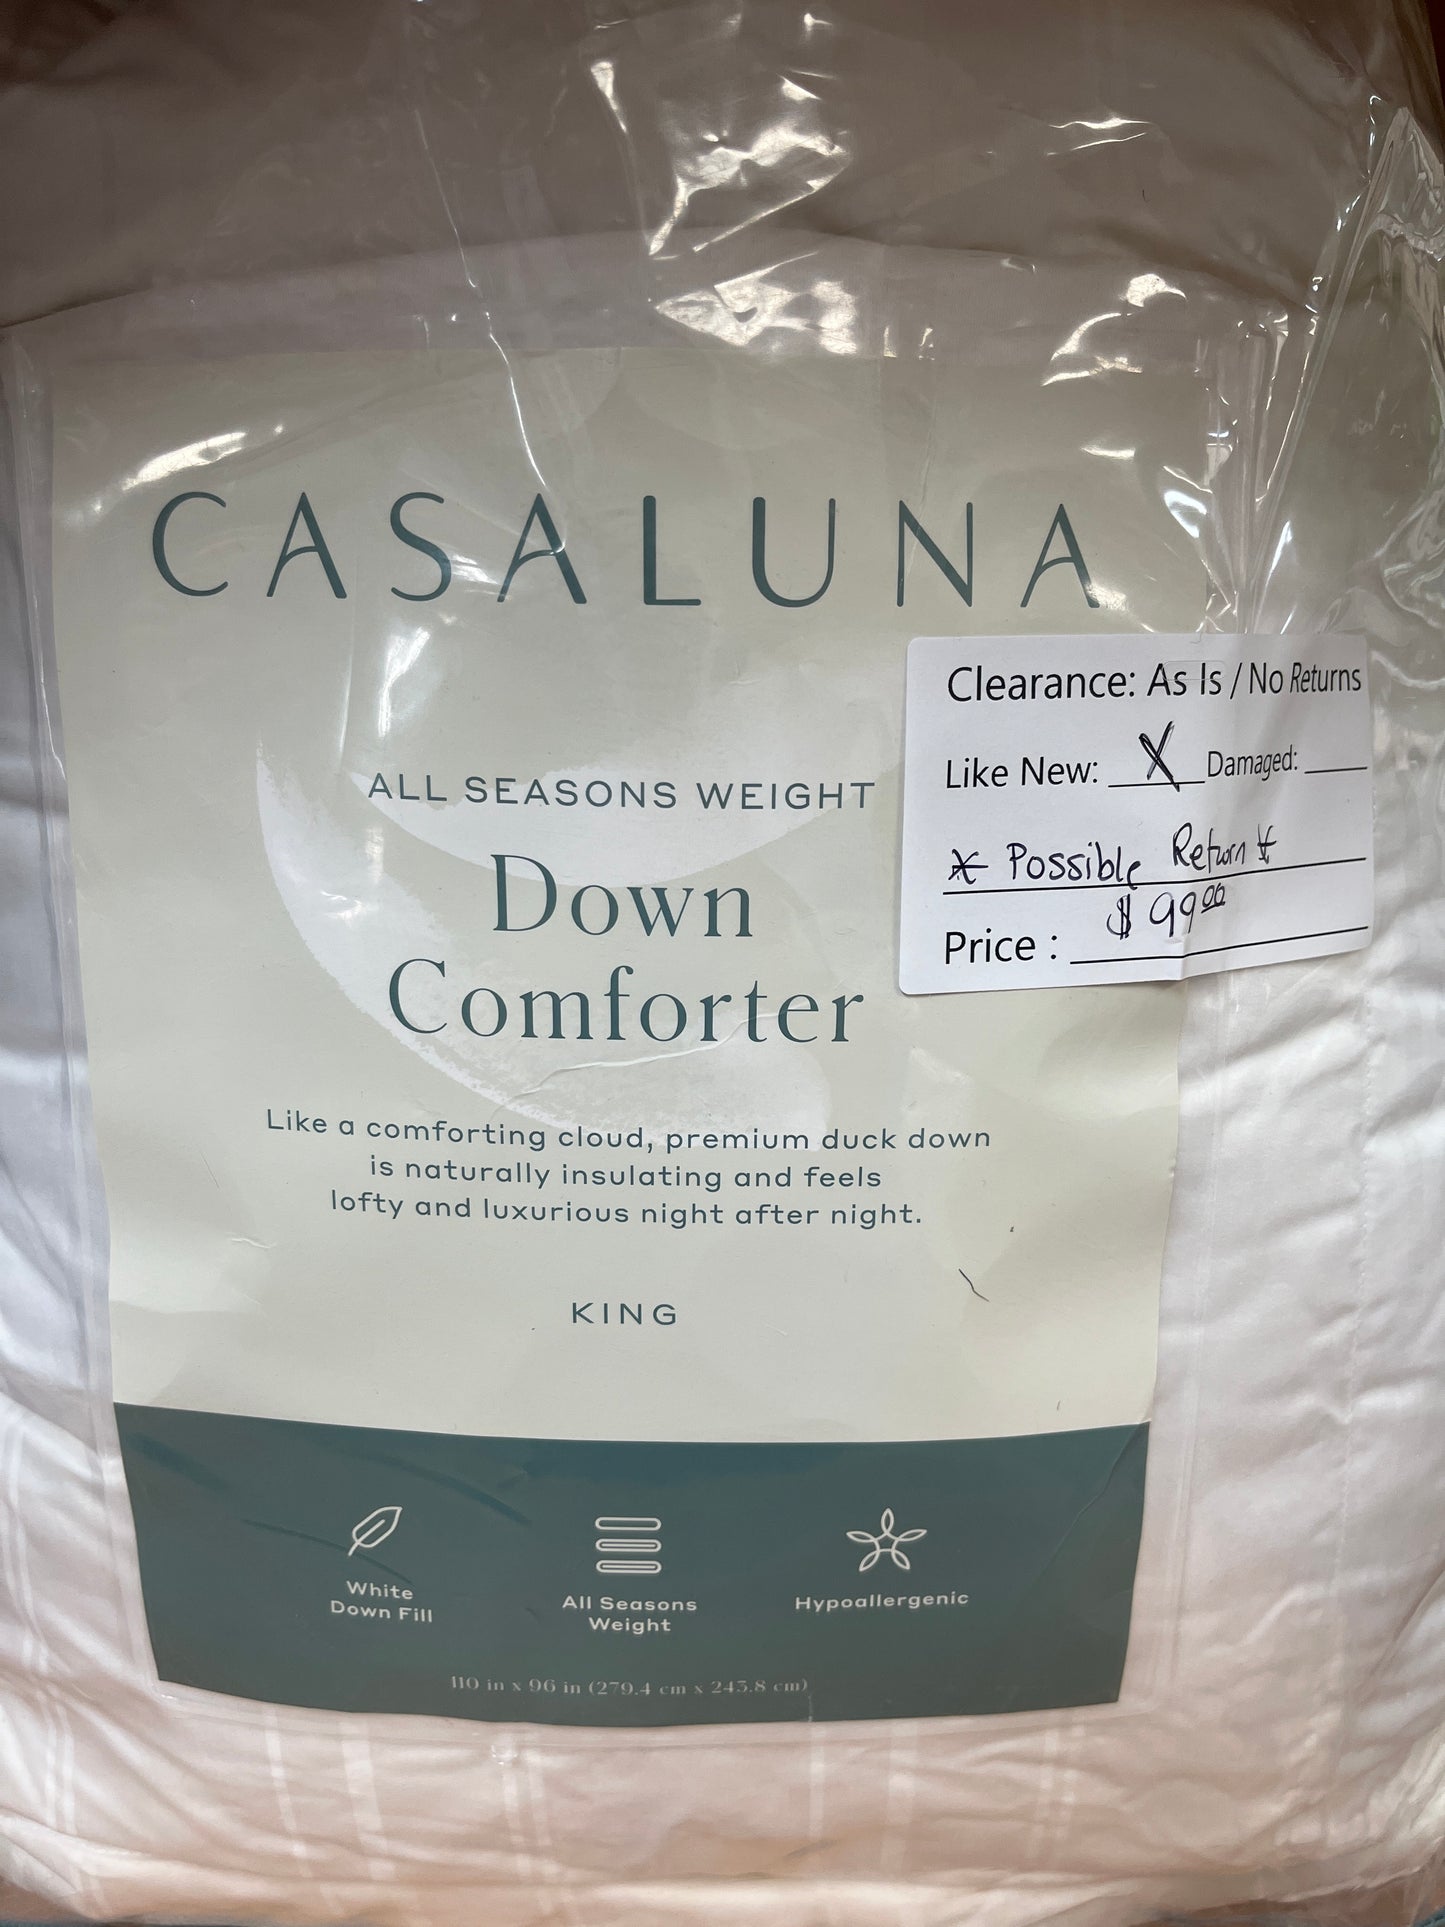 CASALUNA
ALL SEASONS WEIGHT
Down
Comforter
Like a comforting cloud, premium duck down
is naturally insulating and feels
lofty and luxurious night after night.
KING
White
Down Fill
All Seasons
Weight
Hypoallergenic
110 in x 96 in (279.4 cm x 243.8 cm)
Clearance: As Is / No Returns
Like New: X Damaged:
* Possible Return *
Price : $ 99.00